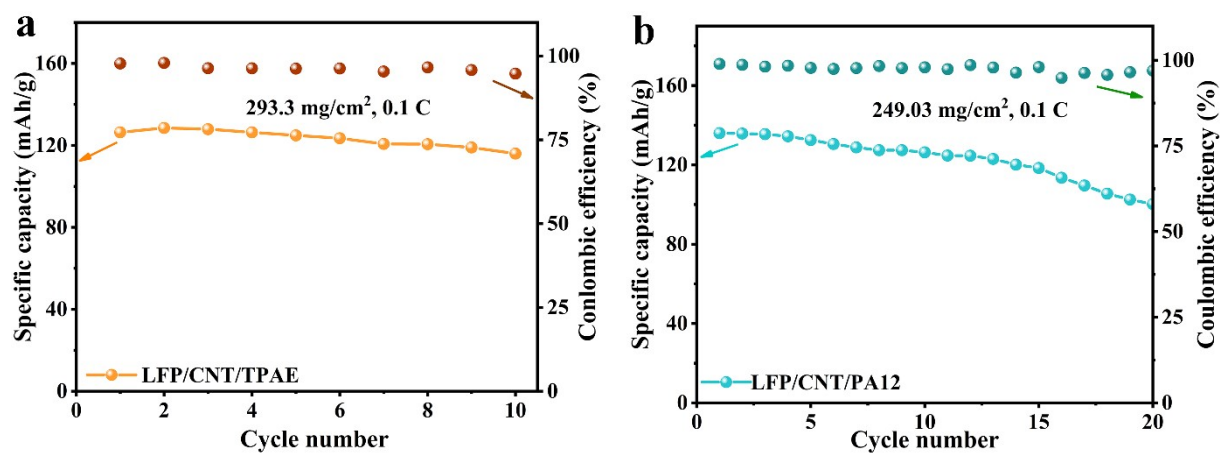 a
160
120
80
40
0
Specific capacity (mAh/g)
293.3 mg/cm², 0.1 C
LFP/CNT/TPAE
0
2
4
6
8
10
Cycle number
100
75
50
25
0
Conlombic efficiency (%)
b
160
120
80
40
0
Specific capacity (mAh/g)
249.03 mg/cm², 0.1 C
LFP/CNT/PA12
0
5
10
15
20
Cycle number
100
75
50
25
0
Coulombic efficiency (%)